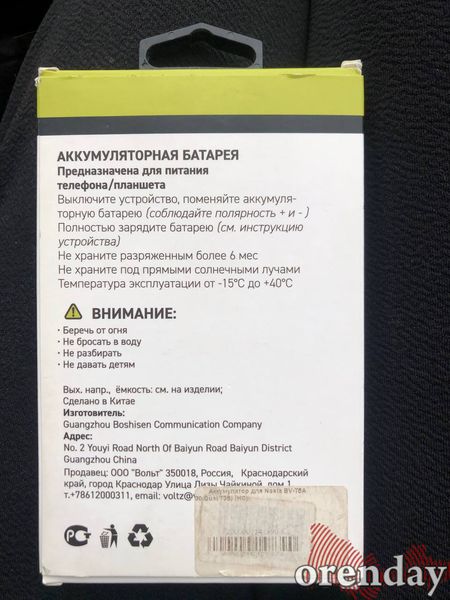 АККУМУЛЯТОРНАЯ БАТАРЕЯ
Предназначена для питания
телефона/планшета
Выключите устройство, поменяйте аккуму-
торную батарею (соблюдайте полярность + и - )
Полностью зарядите батарею (см. инструкцию
устройства)
Не храните разряженным более 6 мес
Не храните под прямыми солнечными лучами
Температура эксплуатации от -15°C до +40°C
ВНИМАНИЕ:
· Беречь от огня
· Не бросать в воду
· Не разбирать
· Не давать детям
Вых. напр., ёмкость: см. на изделии;
Сделано в Китае
Изготовитель:
Guangzhou Boshisen Communication Company
Адрес:
No. 2 Youyi Road North Of Baiyun Road Baiyun District
Guangzhou China
Продавец: ООО "Вольт" 350018, Россия, Краснодарский
край, город Краснодар Улица Лизы Чайкиной, дом 1
т.+78612000311, email: voltz@
Аккумулятор для Nokia BV-T6A
orenday